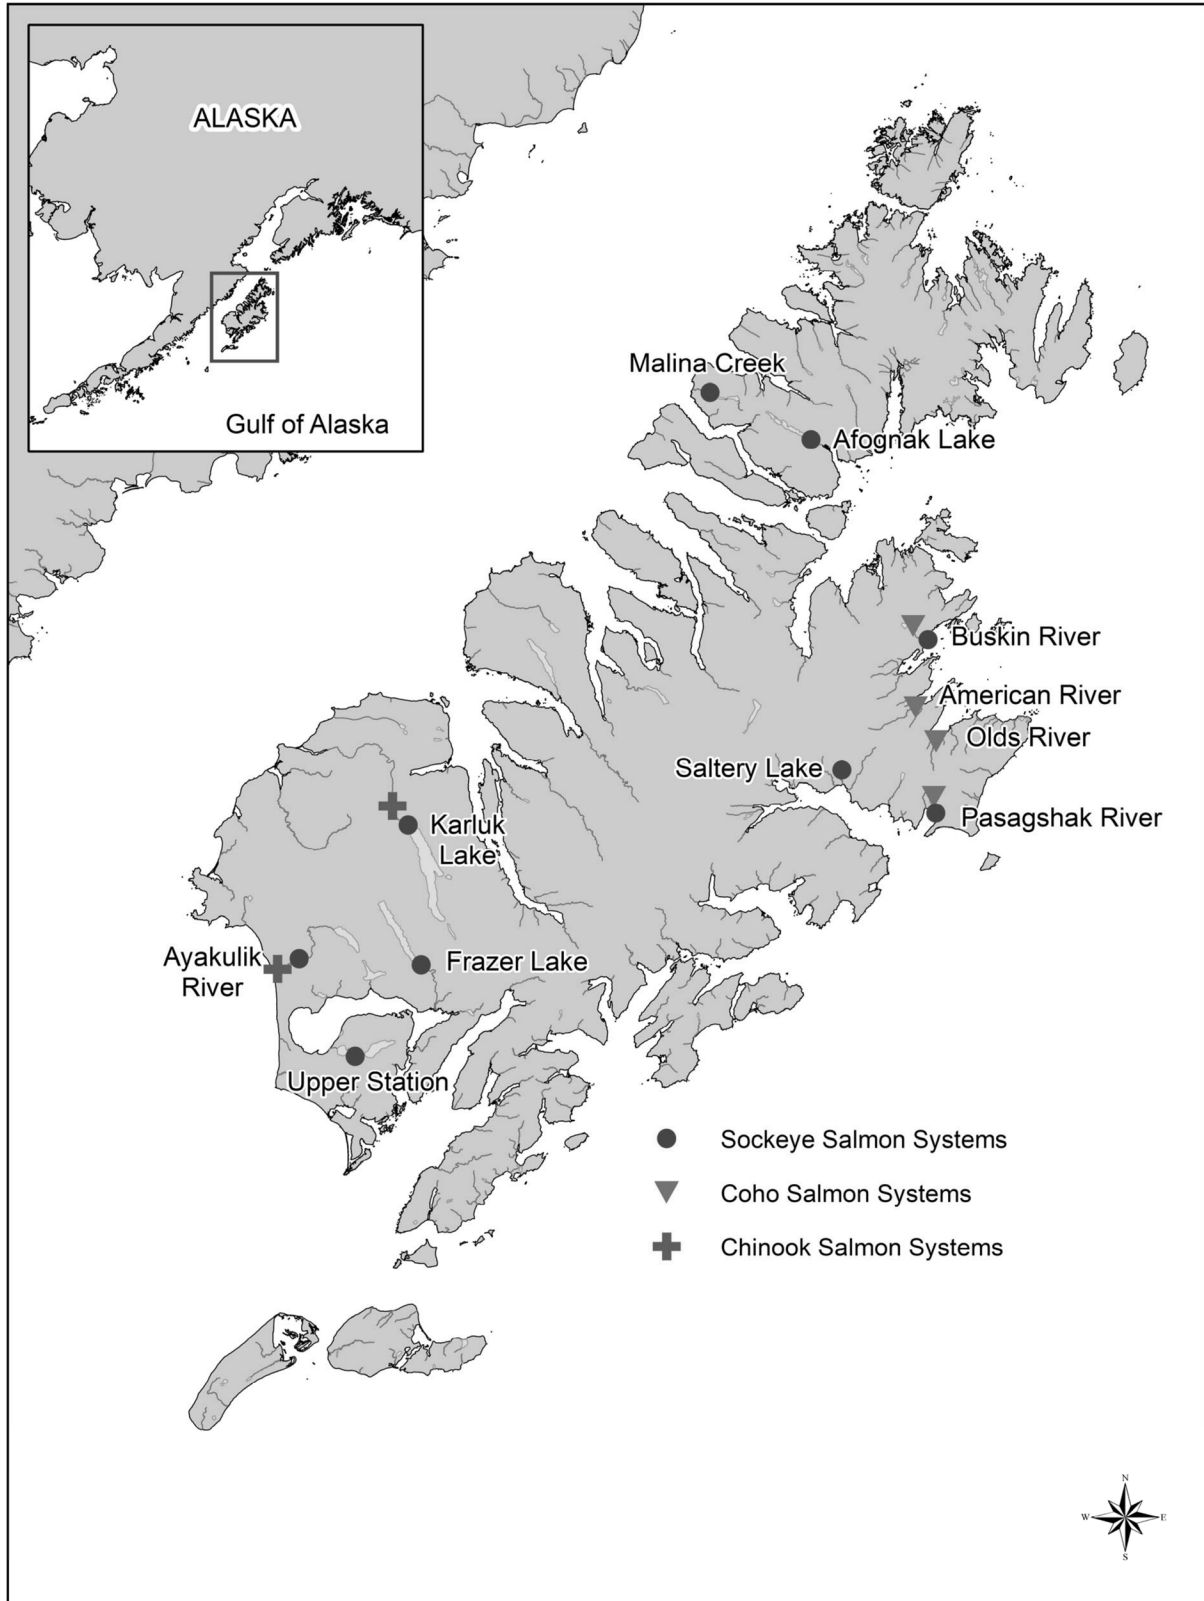 ALASKA
Gulf of Alaska
Malina Creek
Afognak Lake
Buskin River
American River
Olds River
Saltery Lake
Pasagshak River
Karluk
Lake
Ayakulik
River
Frazer Lake
Upper Station
Sockeye Salmon Systems
Coho Salmon Systems
Chinook Salmon Systems
N
W
E
S